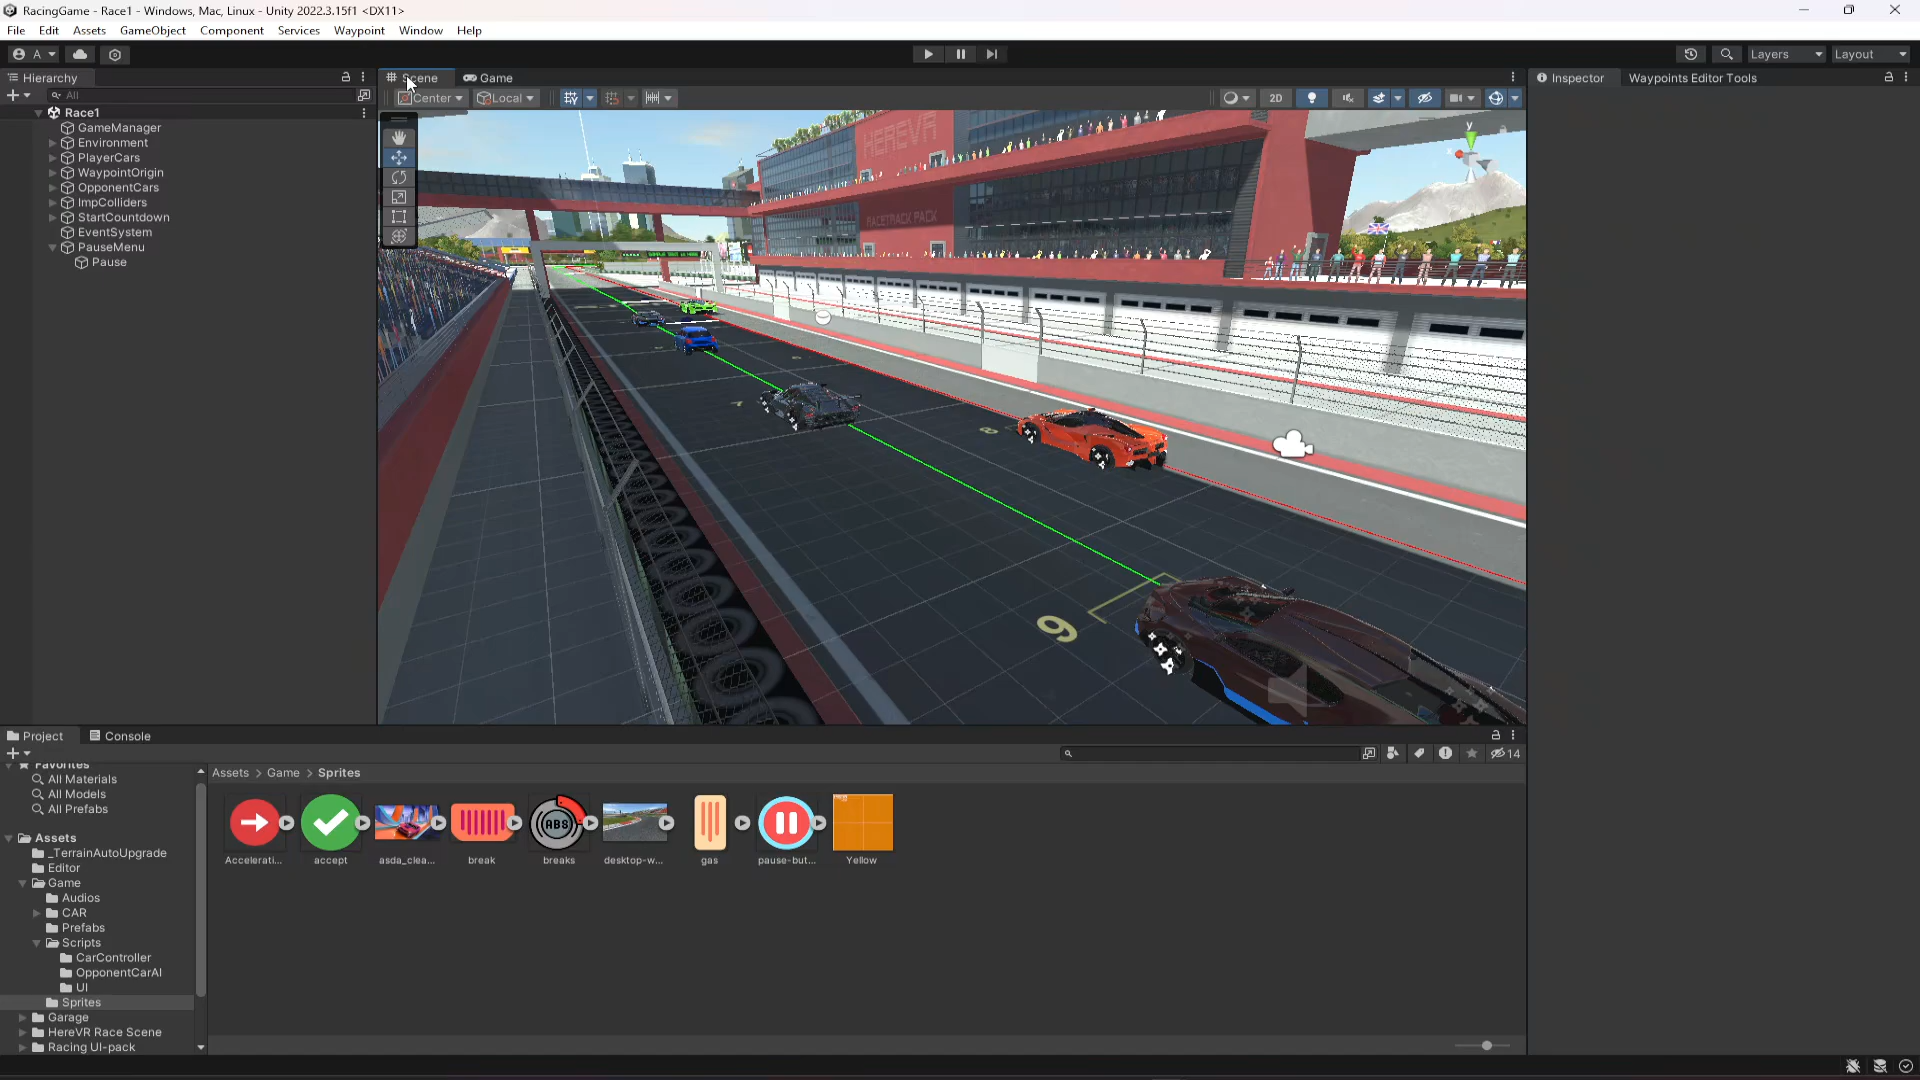 RacingGame - Race1 - Windows, Mac, Linux - Unity 2022.3.15f1 <DX11>
File Edit Assets GameObject Component Services Waypoint Window Help
A
Layers
Layout
Hierarchy
Scene
Game
Inspector
Waypoints Editor Tools
All
Center
Local
2D
Race1
GameManager
Environment
PlayerCars
WaypointOrigin
OpponentCars
ImpColliders
StartCountdown
EventSystem
PauseMenu
Pause
HEREVR
RACETRACK PACK
y
8
6
Project
Console
14
Favorites
All Materials
All Models
All Prefabs
Assets
_TerrainAutoUpgrade
Editor
Game
Audios
CAR
Prefabs
Scripts
CarController
OpponentCarAI
UI
Sprites
Garage
HereVR Race Scene
Racing UI-pack
Assets > Game > Sprites
ABS
Accelerati...
accept
asda_clea...
break
breaks
desktop-w...
gas
pause-but...
Yellow